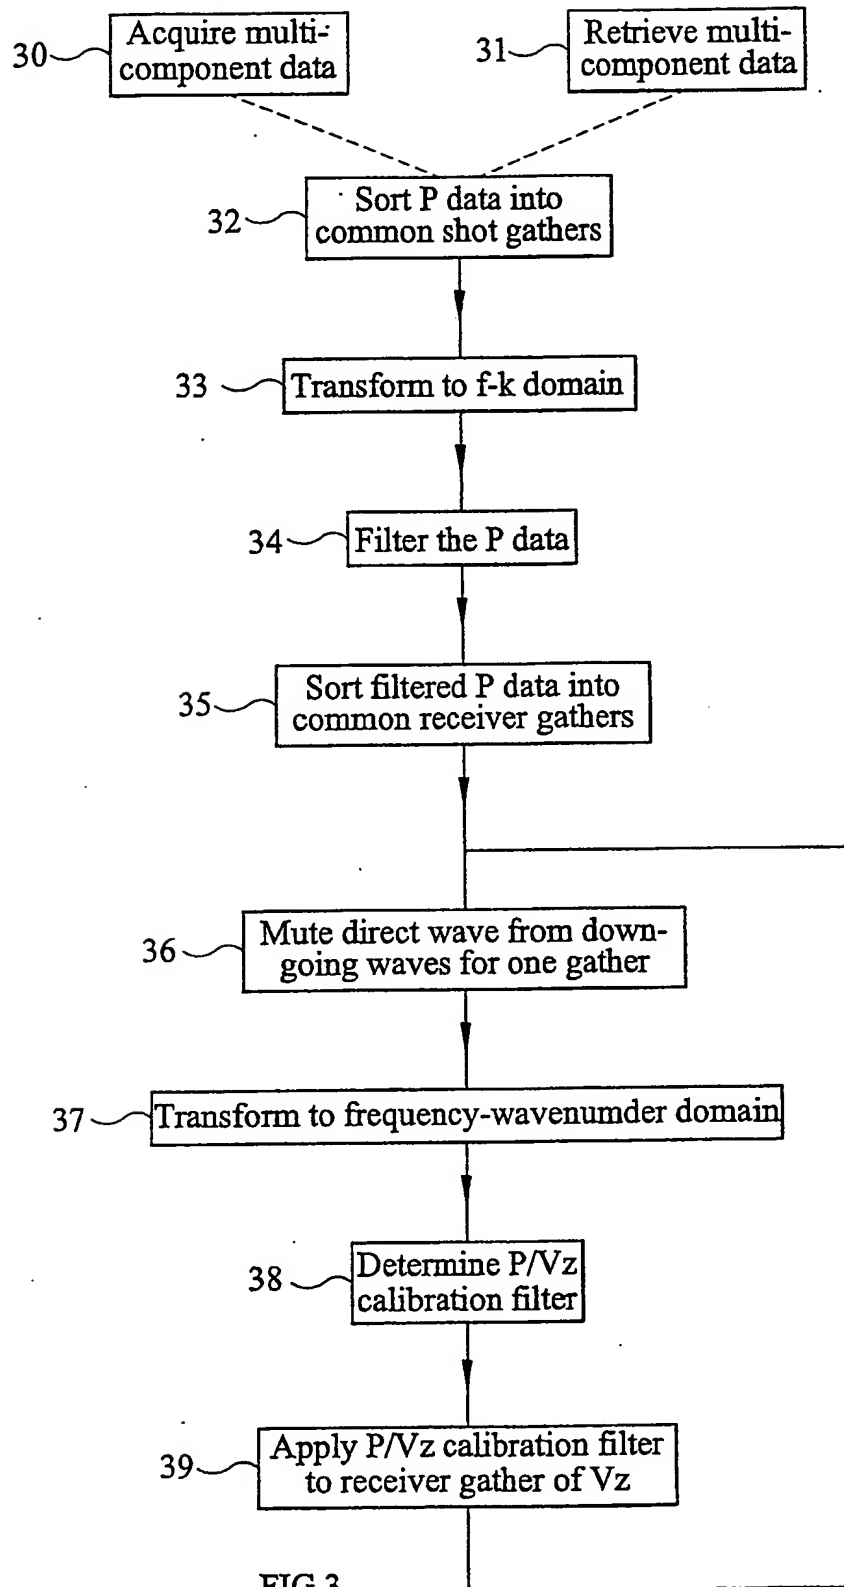 30
Acquire multi-
component data
31
Retrieve multi-
component data
32
Sort P data into
common shot gathers
33
Transform to f-k domain
34
Filter the P data
35
Sort filtered P data into
common receiver gathers
36
Mute direct wave from down-
going waves for one gather
37
Transform to frequency-wavenumder domain
38
Determine P/Vz
calibration filter
39
Apply P/Vz calibration filter
to receiver gather of Vz
FIG 3